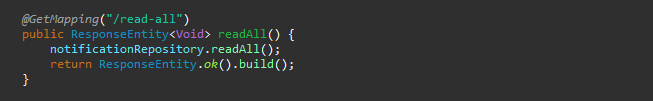 @GetMapping("/read-all")
public ResponseEntity<Void> readAll() {
    notificationRepository.readAll();
    return ResponseEntity.ok().build();
}